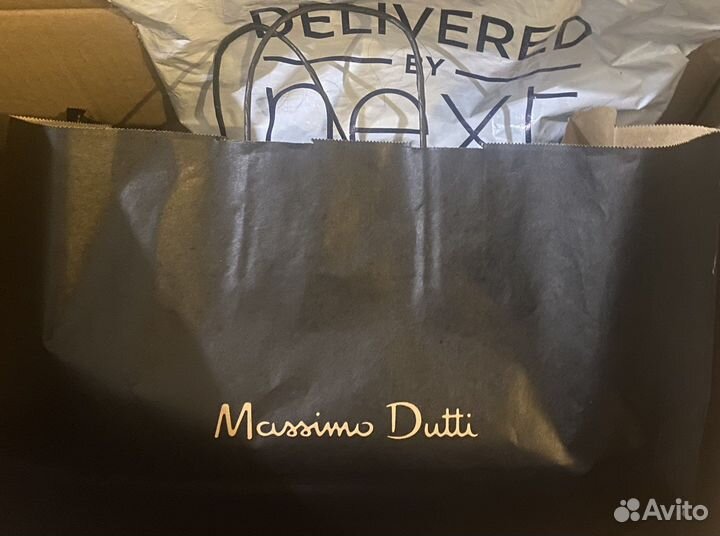 DELIVERED
BY
next
Massimo Dutti
Avito